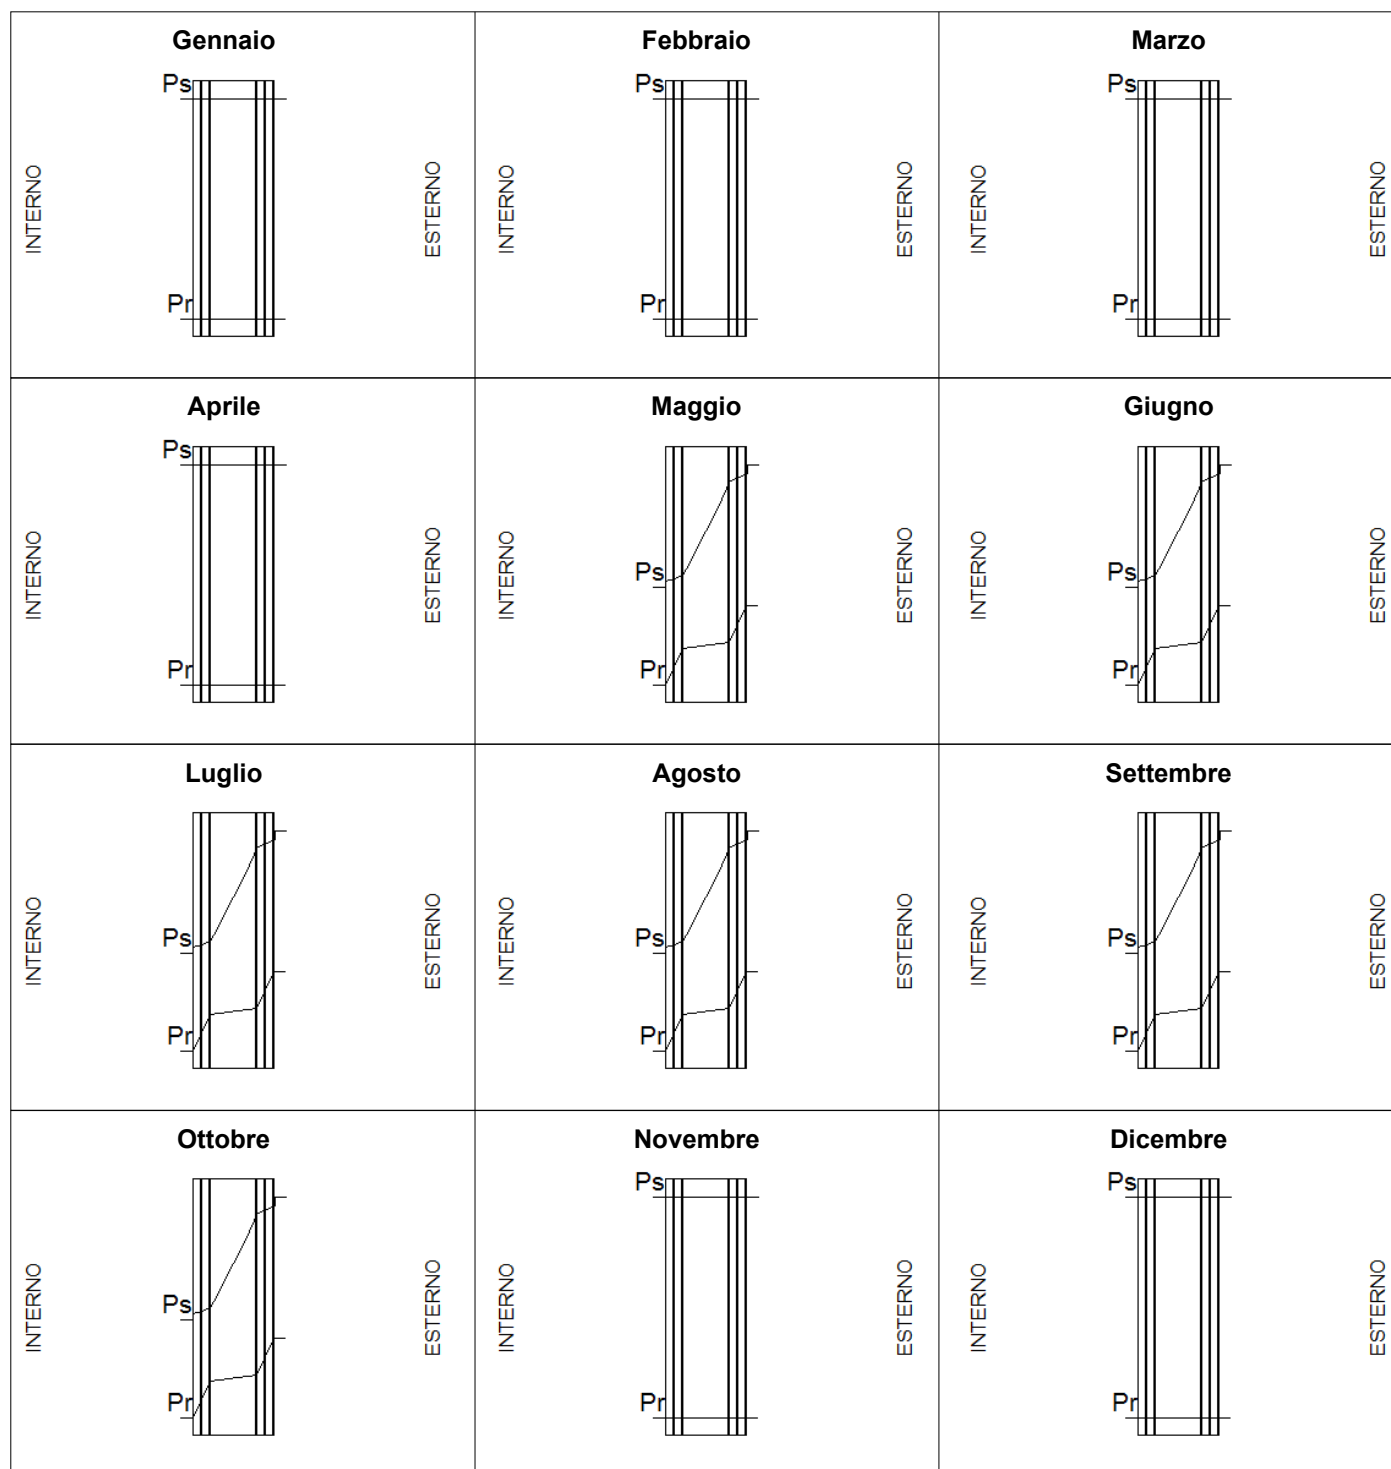 Gennaio
Ps
INTERNO
ESTERNO
Pr
Febbraio
Ps
INTERNO
ESTERNO
Pr
Marzo
Ps
INTERNO
ESTERNO
Pr
Aprile
Ps
INTERNO
ESTERNO
Pr
Maggio
INTERNO
ESTERNO
Ps
Pr
Giugno
INTERNO
ESTERNO
Ps
Pr
Luglio
INTERNO
ESTERNO
Ps
Pr
Agosto
INTERNO
ESTERNO
Ps
Pr
Settembre
INTERNO
ESTERNO
Ps
Pr
Ottobre
INTERNO
ESTERNO
Ps
Pr
Novembre
Ps
INTERNO
ESTERNO
Pr
Dicembre
Ps
INTERNO
ESTERNO
Pr